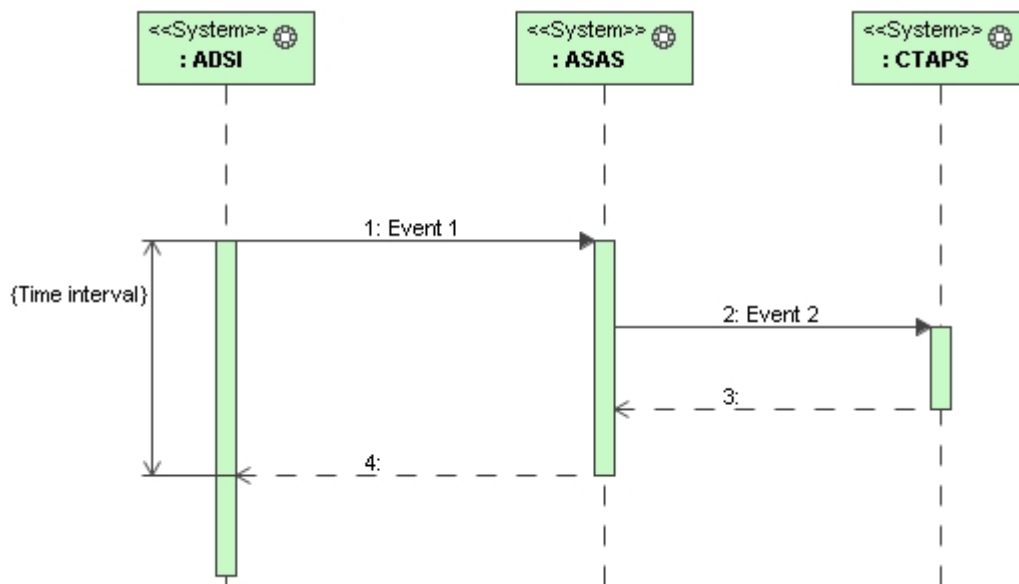 <<System>>
: ADSI
<<System>>
: ASAS
<<System>>
: CTAPS
1: Event 1
{Time interval}
2: Event 2
3:
4: